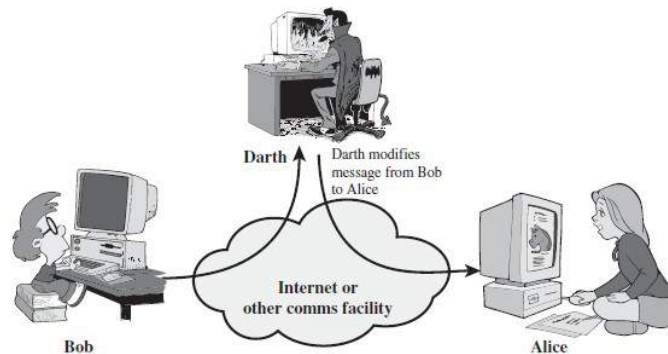 Darth
Darth modifies
message from Bob
to Alice
Internet or
other comms facility
Bob
Alice